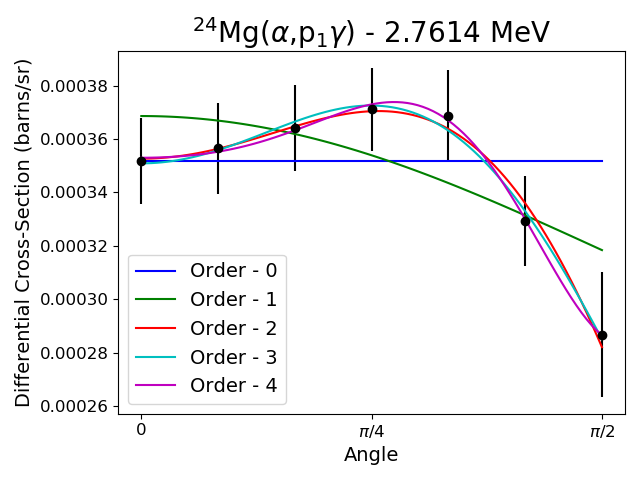 ²⁴Mg(α,p₁γ) - 2.7614 MeV
Differential Cross-Section (barns/sr)
0.00038
0.00036
0.00034
0.00032
0.00030
0.00028
0.00026
Order - 0
Order - 1
Order - 2
Order - 3
Order - 4
0 π/4 π/2
Angle